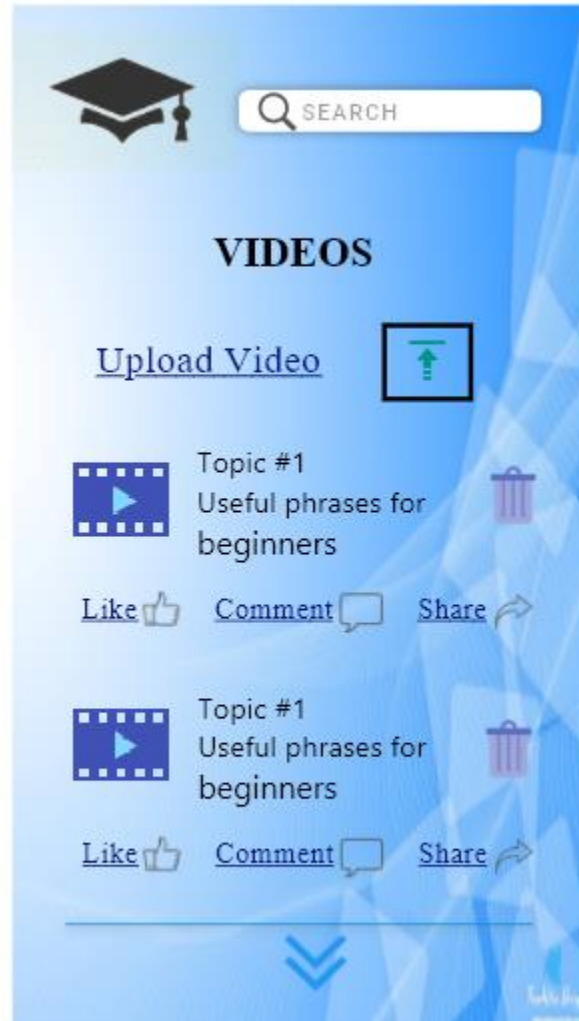 SEARCH
VIDEOS
Upload Video
Topic #1
Useful phrases for
beginners
Like Comment Share
Topic #1
Useful phrases for
beginners
Like Comment Share